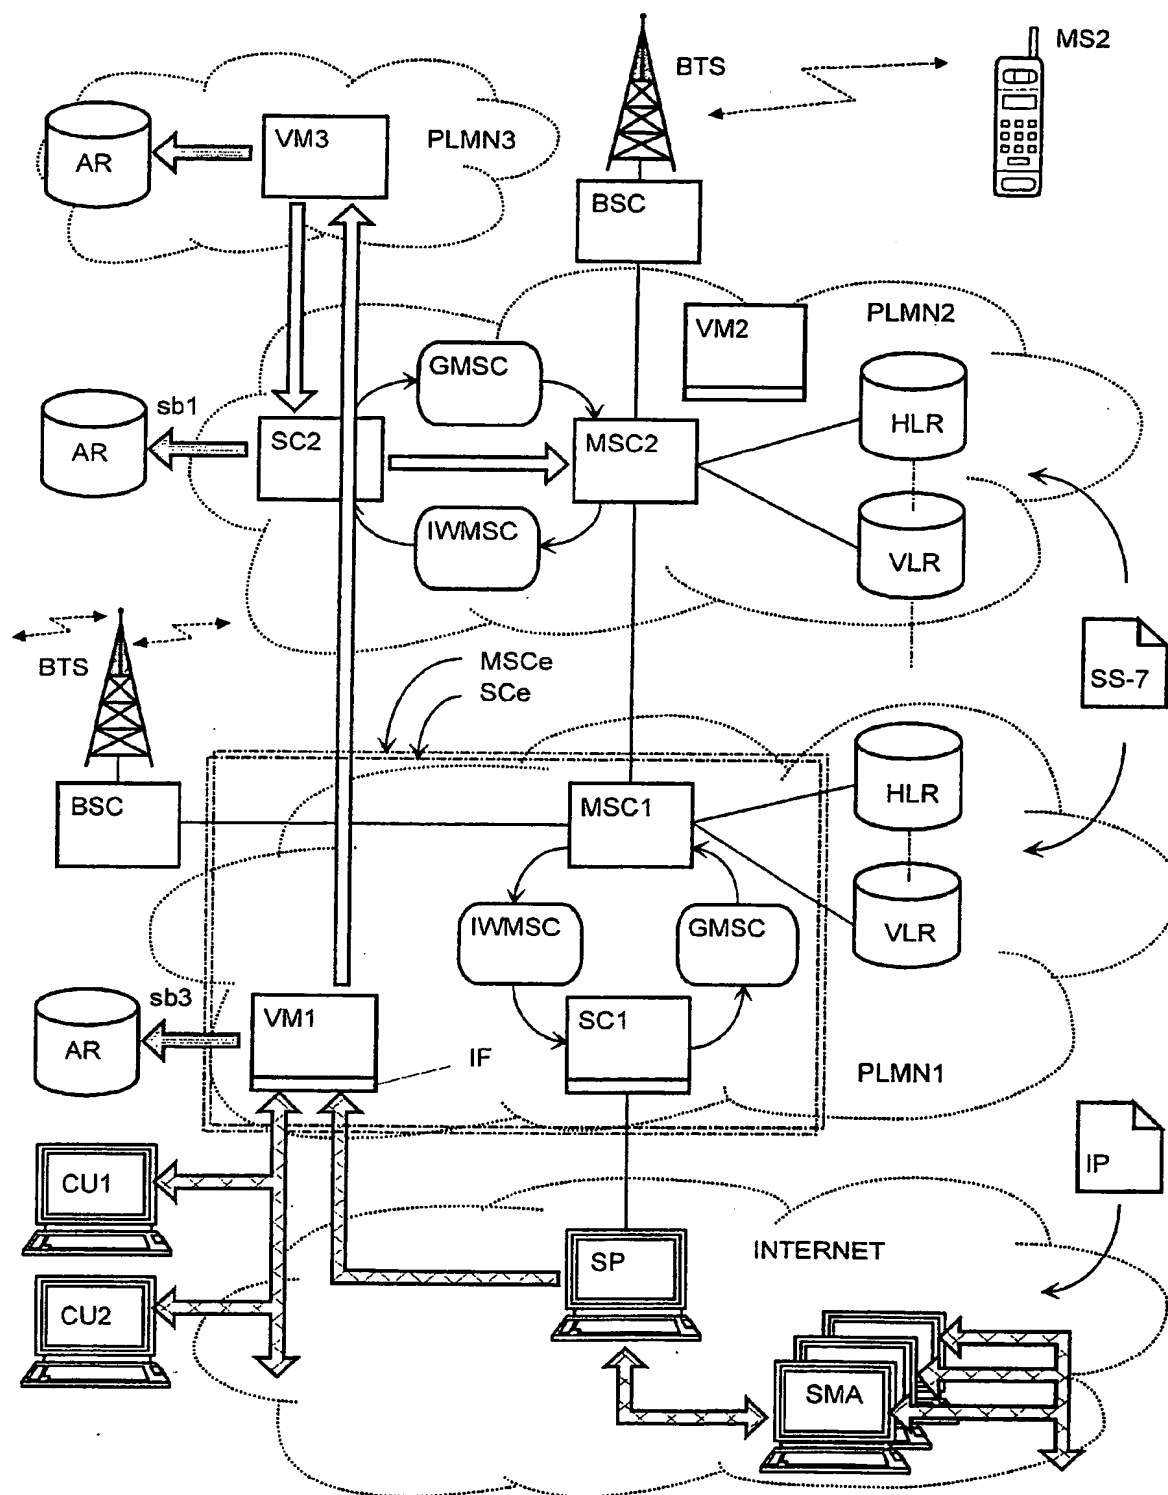 MS2
BTS
VM3
PLMN3
AR
BSC
PLMN2
VM2
GMSC
HLR
sb1
SC2
MSC2
AR
IWMSC
VLR
MSCe
SCe
BTS
SS-7
HLR
BSC
MSC1
IWMSC
GMSC
VLR
sb3
VM1
SC1
AR
IF
PLMN1
IP
CU1
INTERNET
SP
CU2
SMA